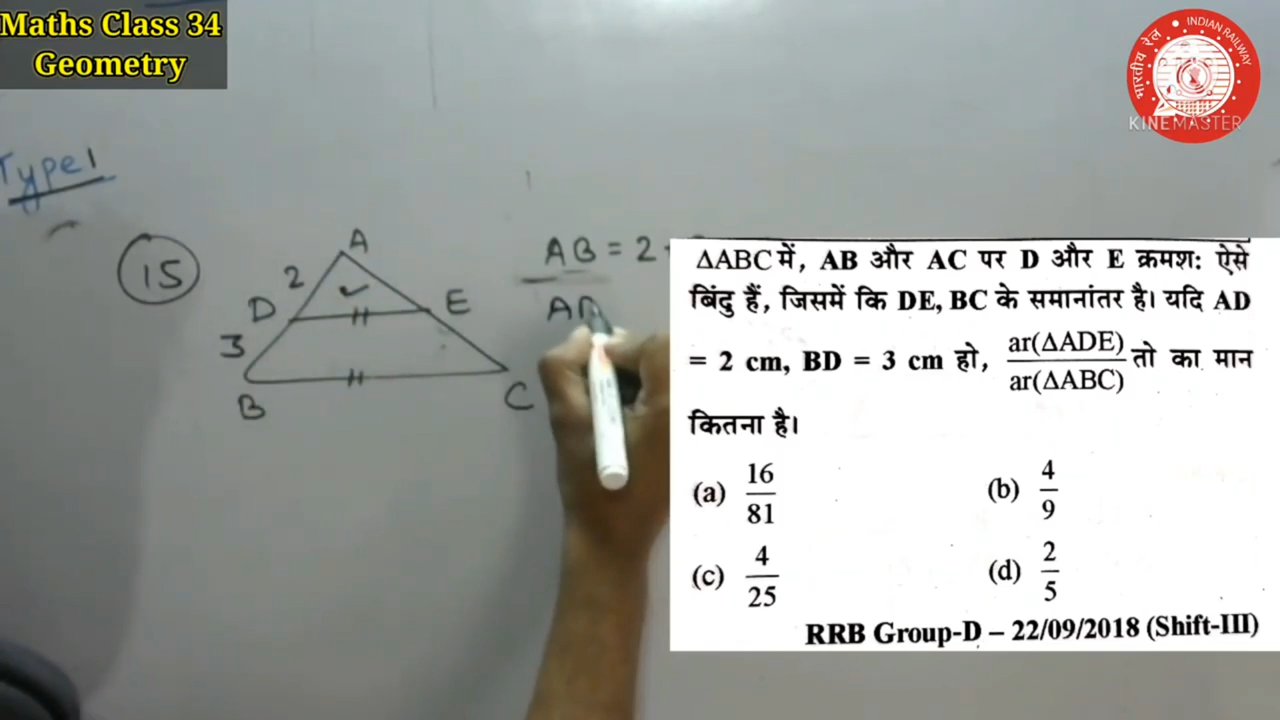 Maths Class 34
Geometry
भारतीय रेल INDIAN RAILWAY
KINEMASTER
Type 1
15
A
2
D
E
3
B
C
AB = 2
AD
ΔABC में, AB और AC पर D और E क्रमश: ऐसे
बिंदु हैं, जिसमें कि DE, BC के समानांतर है। यदि AD
= 2 cm, BD = 3 cm हो, ar(ΔADE)/ar(ΔABC) तो का मान
कितना है।
(a) 16/81
(b) 4/9
(c) 4/25
(d) 2/5
RRB Group-D – 22/09/2018 (Shift-III)